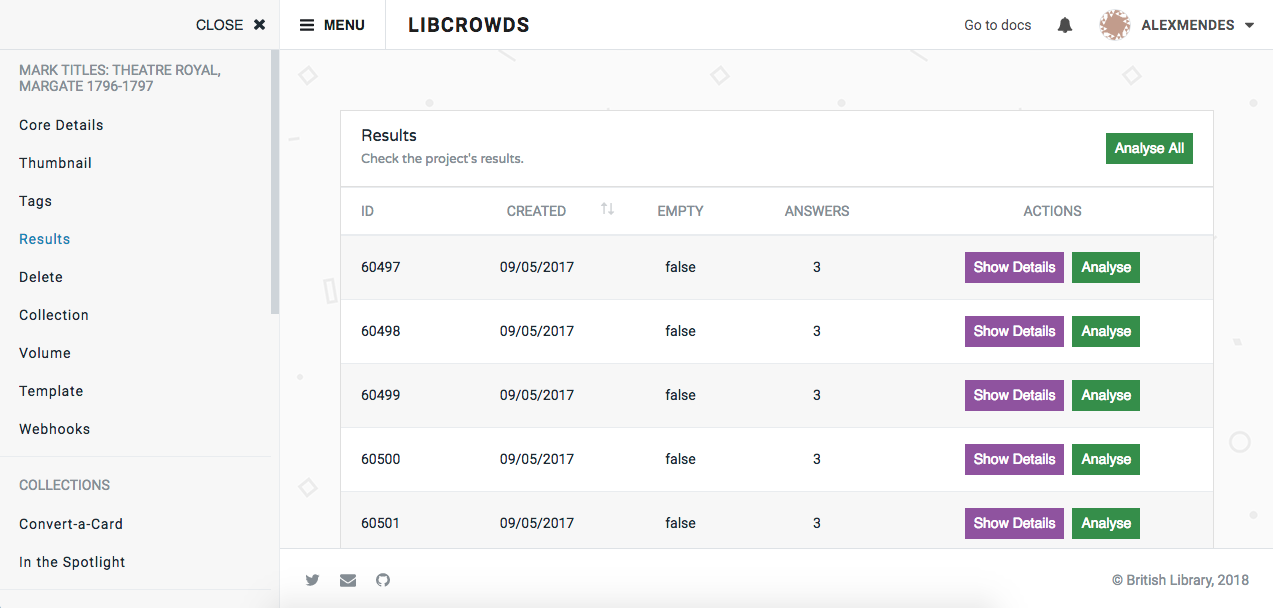 CLOSE
MENU
LIBCROWDS
Go to docs
ALEXMENDES
MARK TITLES: THEATRE ROYAL,
MARGATE 1796-1797
Core Details
Thumbnail
Tags
Results
Delete
Collection
Volume
Template
Webhooks
COLLECTIONS
Convert-a-Card
In the Spotlight
Results
Check the project's results.
Analyse All
ID CREATED EMPTY ANSWERS ACTIONS
60497 09/05/2017 false 3 Show Details Analyse
60498 09/05/2017 false 3 Show Details Analyse
60499 09/05/2017 false 3 Show Details Analyse
60500 09/05/2017 false 3 Show Details Analyse
60501 09/05/2017 false 3 Show Details Analyse
© British Library, 2018